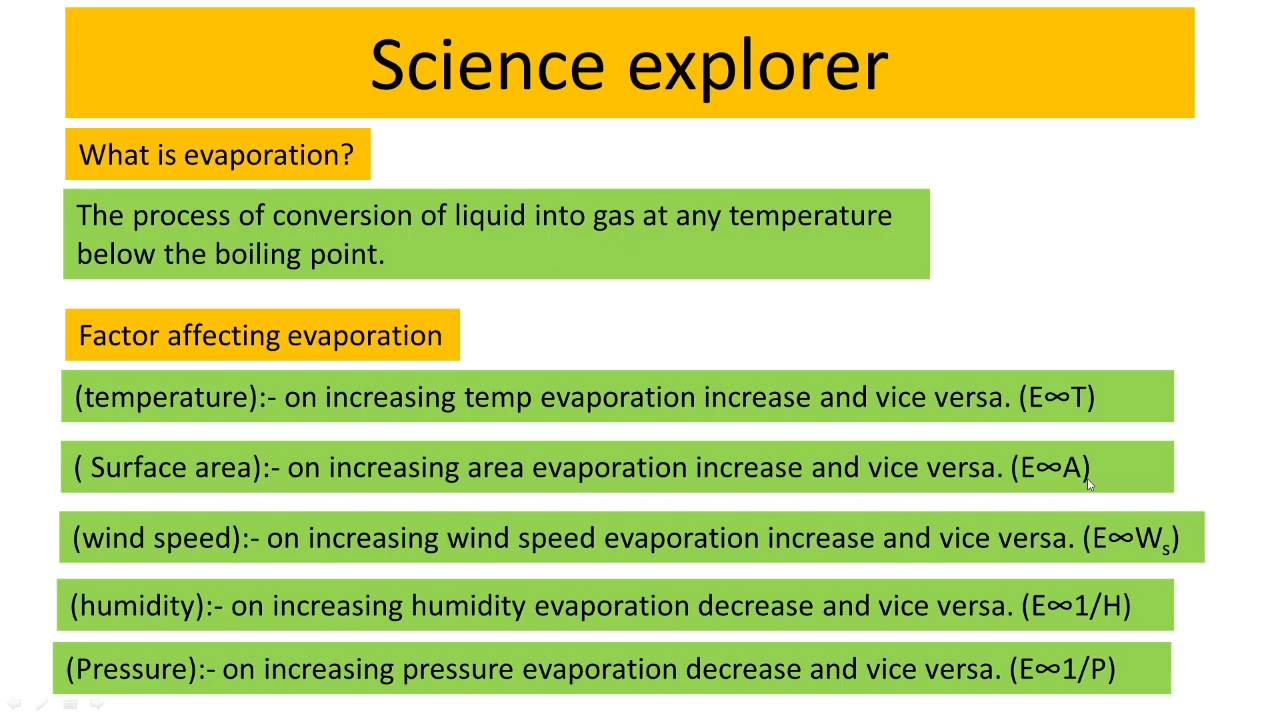 Science explorer
What is evaporation?
The process of conversion of liquid into gas at any temperature
below the boiling point.
Factor affecting evaporation
(temperature):- on increasing temp evaporation increase and vice versa. (E∞T)
( Surface area):- on increasing area evaporation increase and vice versa. (E∞A)
(wind speed):- on increasing wind speed evaporation increase and vice versa. (E∞Ws)
(humidity):- on increasing humidity evaporation decrease and vice versa. (E∞1/H)
(Pressure):- on increasing pressure evaporation decrease and vice versa. (E∞1/P)